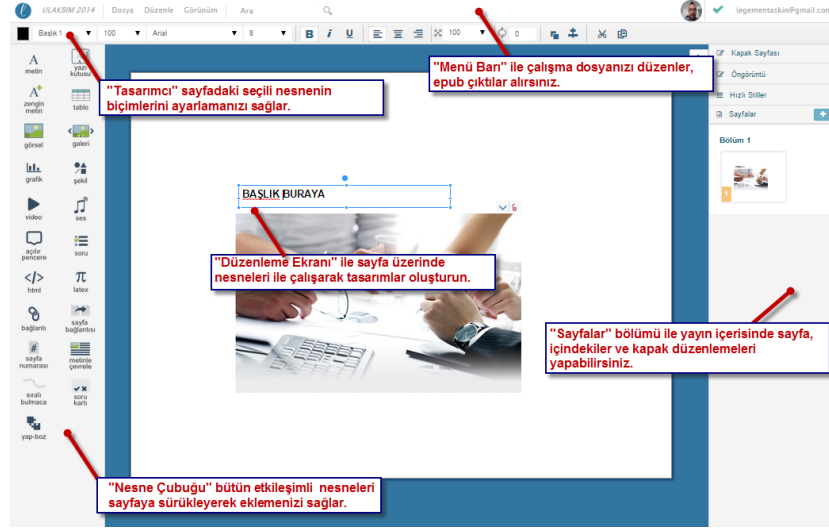 ULAKBIM 2014 Dosya Düzenle Görünüm Ara legementaskin@gmail.com
Başlık 1 100 Arial 8 B i U 100 0
A metin
yazı kutusu
A+ zengin metin
tablo
görsel
galeri
grafik
şekil
video
ses
açılır pencere
soru
</> html
π latex
bağlantı
sayfa bağlantısı
# sayfa numarası
metinle çevrele
sıralı bulmaca
soru kartı
yap-boz
"Menü Barı" ile çalışma dosyanızı düzenler,
epub çıktılar alırsınız.
"Tasarımcı" sayfadaki seçili nesnenin
biçimlerini ayarlamanızı sağlar.
BAŞLIK BURAYA
"Düzenleme Ekranı" ile sayfa üzerinde
nesneleri ile çalışarak tasarımlar oluşturun.
"Sayfalar" bölümü ile yayın içerisinde sayfa,
içindekiler ve kapak düzenlemeleri
yapabilirsiniz.
"Nesne Çubuğu" bütün etkileşimli nesneleri
sayfaya sürükleyerek eklemenizi sağlar.
Kapak Sayfası
Öngörüntü
Hızlı Stiller
Sayfalar +
Bölüm 1
1